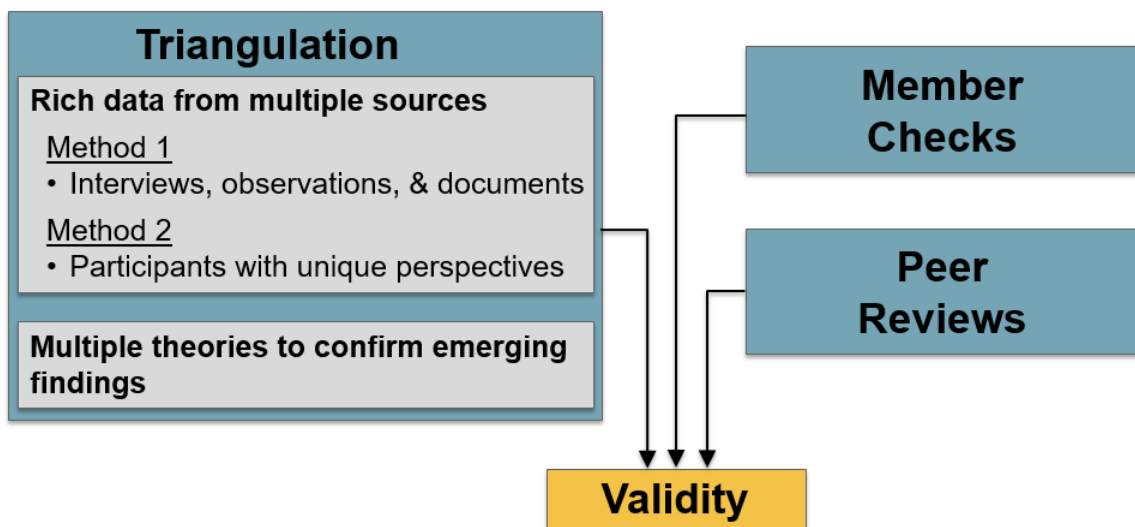 Triangulation
Rich data from multiple sources
Method 1
• Interviews, observations, & documents
Method 2
• Participants with unique perspectives
Multiple theories to confirm emerging
findings
Member
Checks
Peer
Reviews
Validity